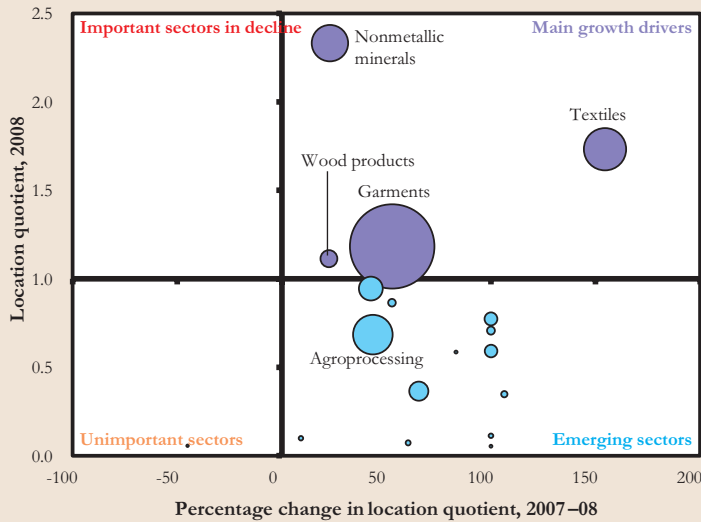 2.5
Important sectors in decline
Main growth drivers
Nonmetallic
minerals
2.0
Textiles
Wood products
1.5
Garments
Location quotient, 2008
1.0
0.5
Agroprocessing
Unimportant sectors
Emerging sectors
0.0
-100
-50
0
50
100
150
200
Percentage change in location quotient, 2007–08